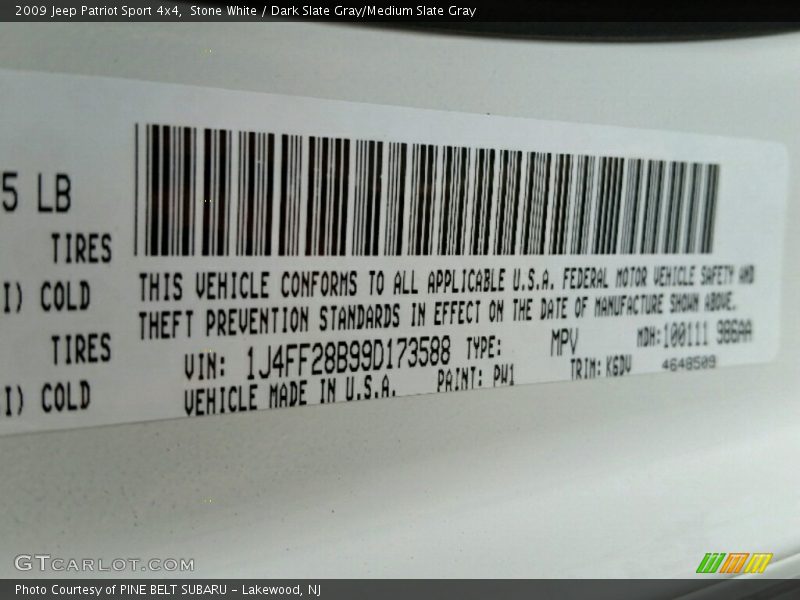 2009 Jeep Patriot Sport 4x4, Stone White / Dark Slate Gray/Medium Slate Gray
5 LB
TIRES
I) COLD
TIRES
I) COLD
THIS VEHICLE CONFORMS TO ALL APPLICABLE U.S.A. FEDERAL MOTOR VEHICLE SAFETY AND
THEFT PREVENTION STANDARDS IN EFFECT ON THE DATE OF MANUFACTURE SHOWN ABOVE.
VIN: 1J4FF28B99D173588 TYPE: MPV MDH:100111 986AA
VEHICLE MADE IN U.S.A. PAINT: PW1 TRIM: K6DV 4648509
GTCARLOT.COM
Photo Courtesy of PINE BELT SUBARU - Lakewood, NJ